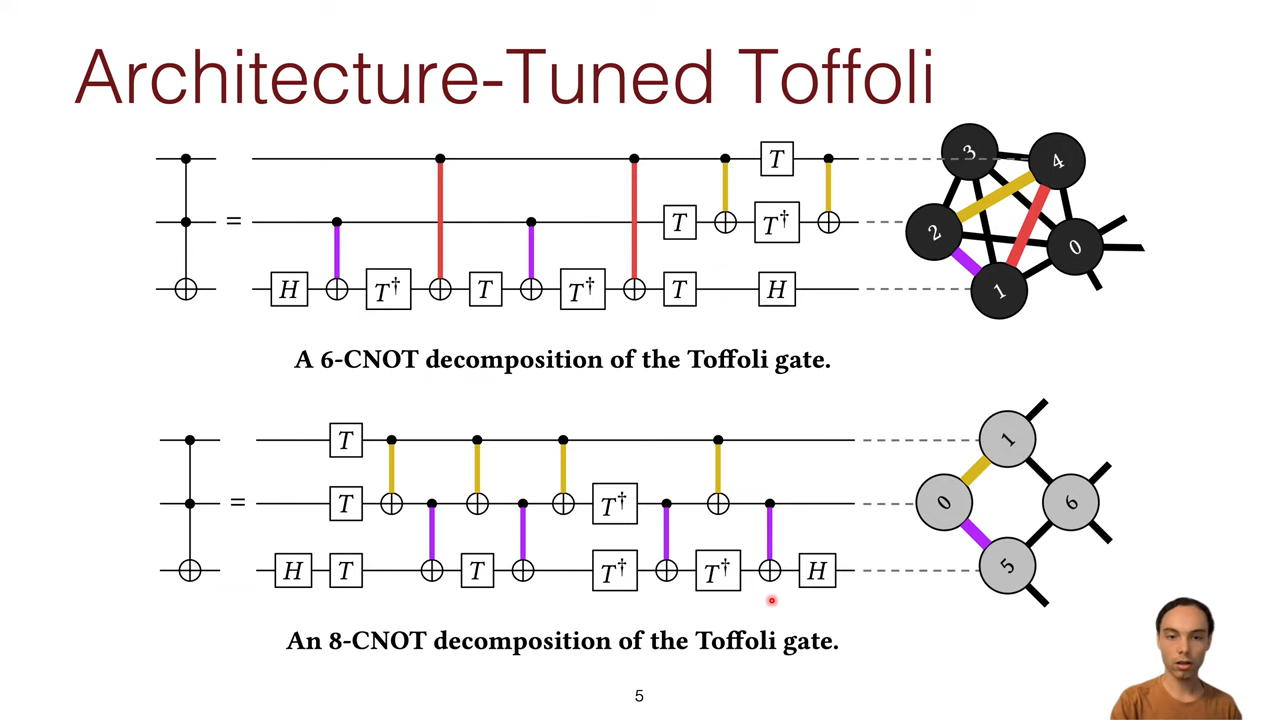 Architecture-Tuned Toffoli
T
= T T†
H T† T T† T H
3 4
2 0
1
A 6-CNOT decomposition of the Toffoli gate.
T
= T T†
H T T T† T† H
1
0 6
5
An 8-CNOT decomposition of the Toffoli gate.
5